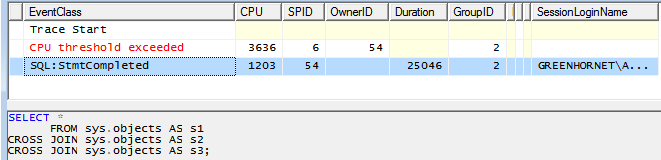 EventClass CPU SPID OwnerID Duration GroupID SessionLoginName
Trace Start
CPU threshold exceeded 3636 6 54 2
SQL:StmtCompleted 1203 54 25046 2 GREENHORNET\A...
SELECT *
FROM sys.objects AS s1
CROSS JOIN sys.objects AS s2
CROSS JOIN sys.objects AS s3;